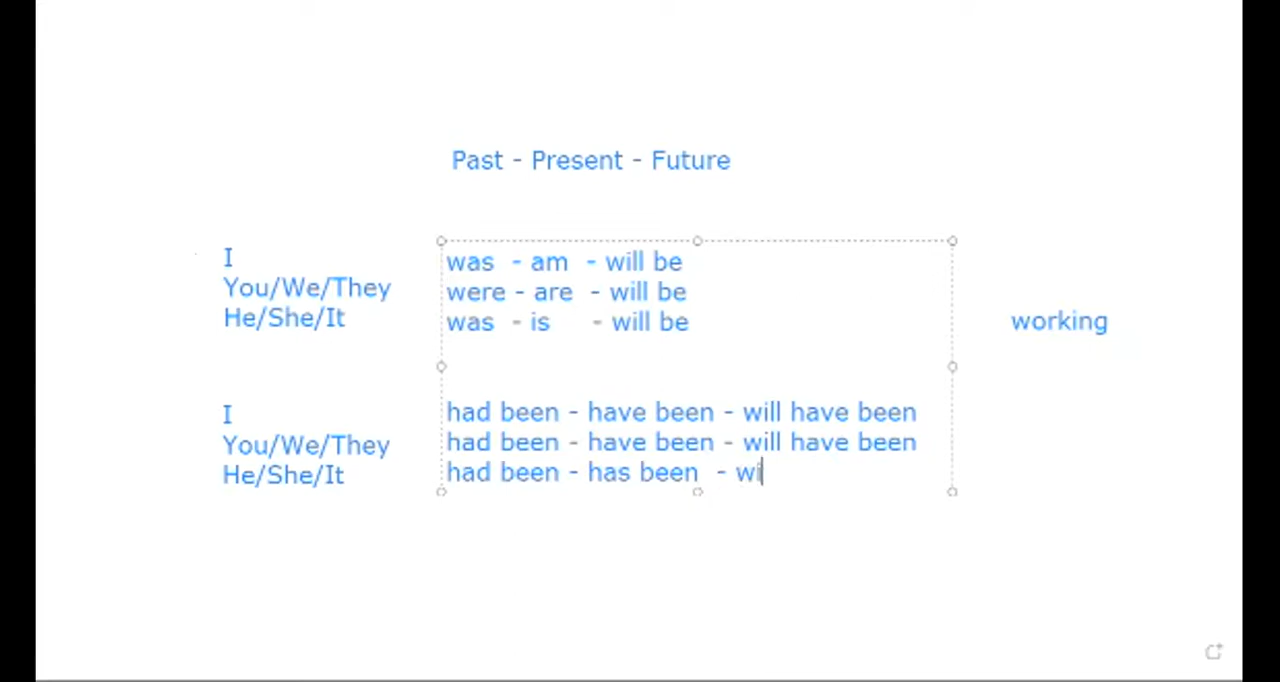 Past - Present - Future
I
You/We/They
He/She/It
was - am - will be
were - are - will be
was - is - will be
working
I
You/We/They
He/She/It
had been - have been - will have been
had been - have been - will have been
had been - has been - wi